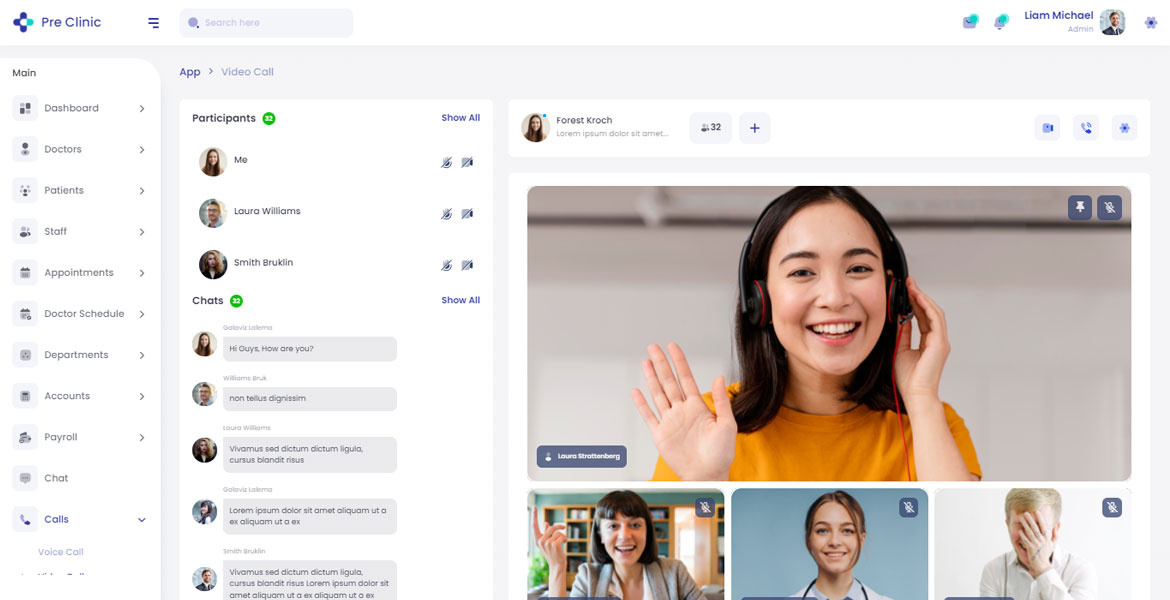 Pre Clinic
Search here
Liam Michael
Admin
Main
Dashboard
Doctors
Patients
Staff
Appointments
Doctor Schedule
Departments
Accounts
Payroll
Chat
Calls
Voice Call
Video Call
App > Video Call
Participants 32
Show All
Me
Laura Williams
Smith Bruklin
Chats 32
Show All
Galaviz Lalema
Hi Guys, How are you?
Williams Bruk
non tellus dignissim
Laura Williams
Vivamus sed dictum dictum ligula,
cursus blandit risus
Galaviz Lalema
Lorem ipsum dolor sit amet aliquam ut a
ex aliquam ut a ex
Smith Bruklin
Vivamus sed dictum dictum ligula,
cursus blandit risus Lorem ipsum dolor sit
amet aliquam ut a ex aliquam ut a ex
Forest Kroch
Lorem ipsum dolor sit amet...
32
Laura Strattenberg